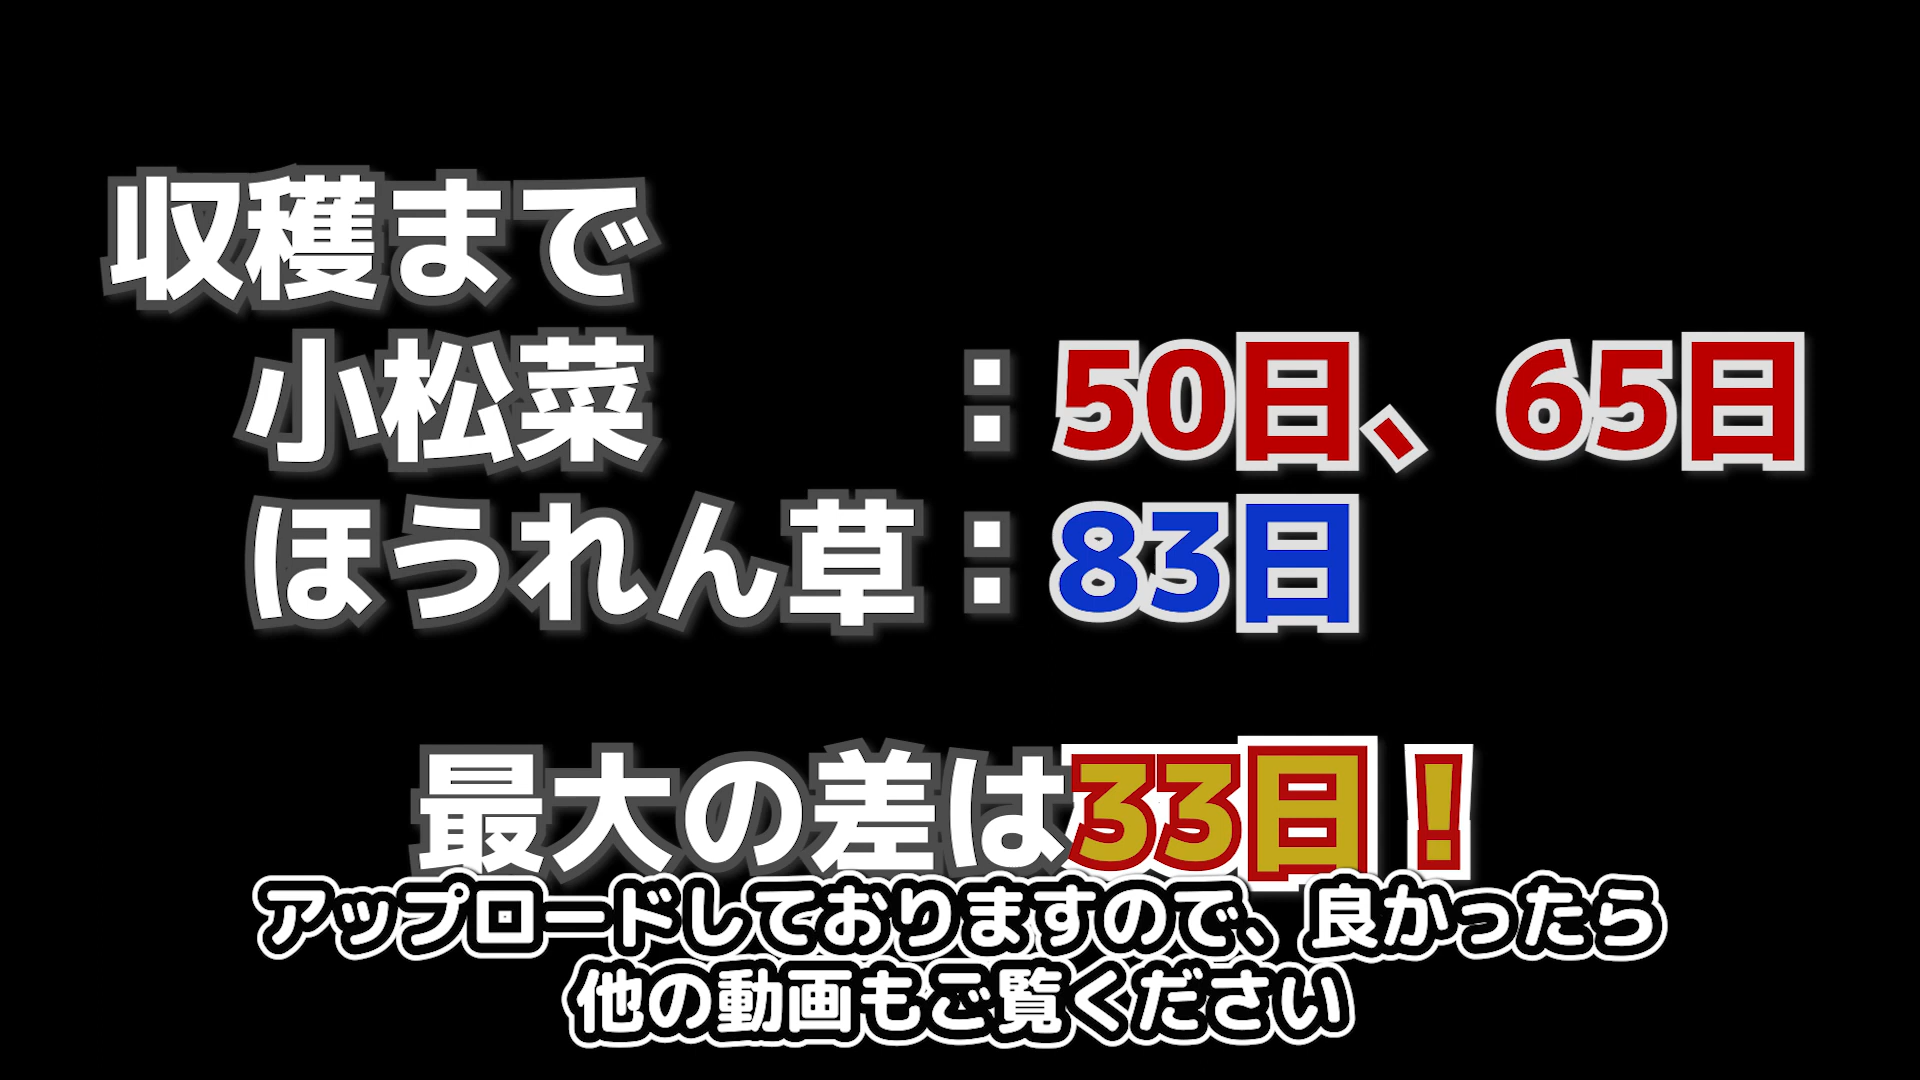 収穫まで
小松菜　　：50日、65日
ほうれん草：83日
最大の差は33日！
アップロードしておりますので、良かったら
他の動画もご覧ください